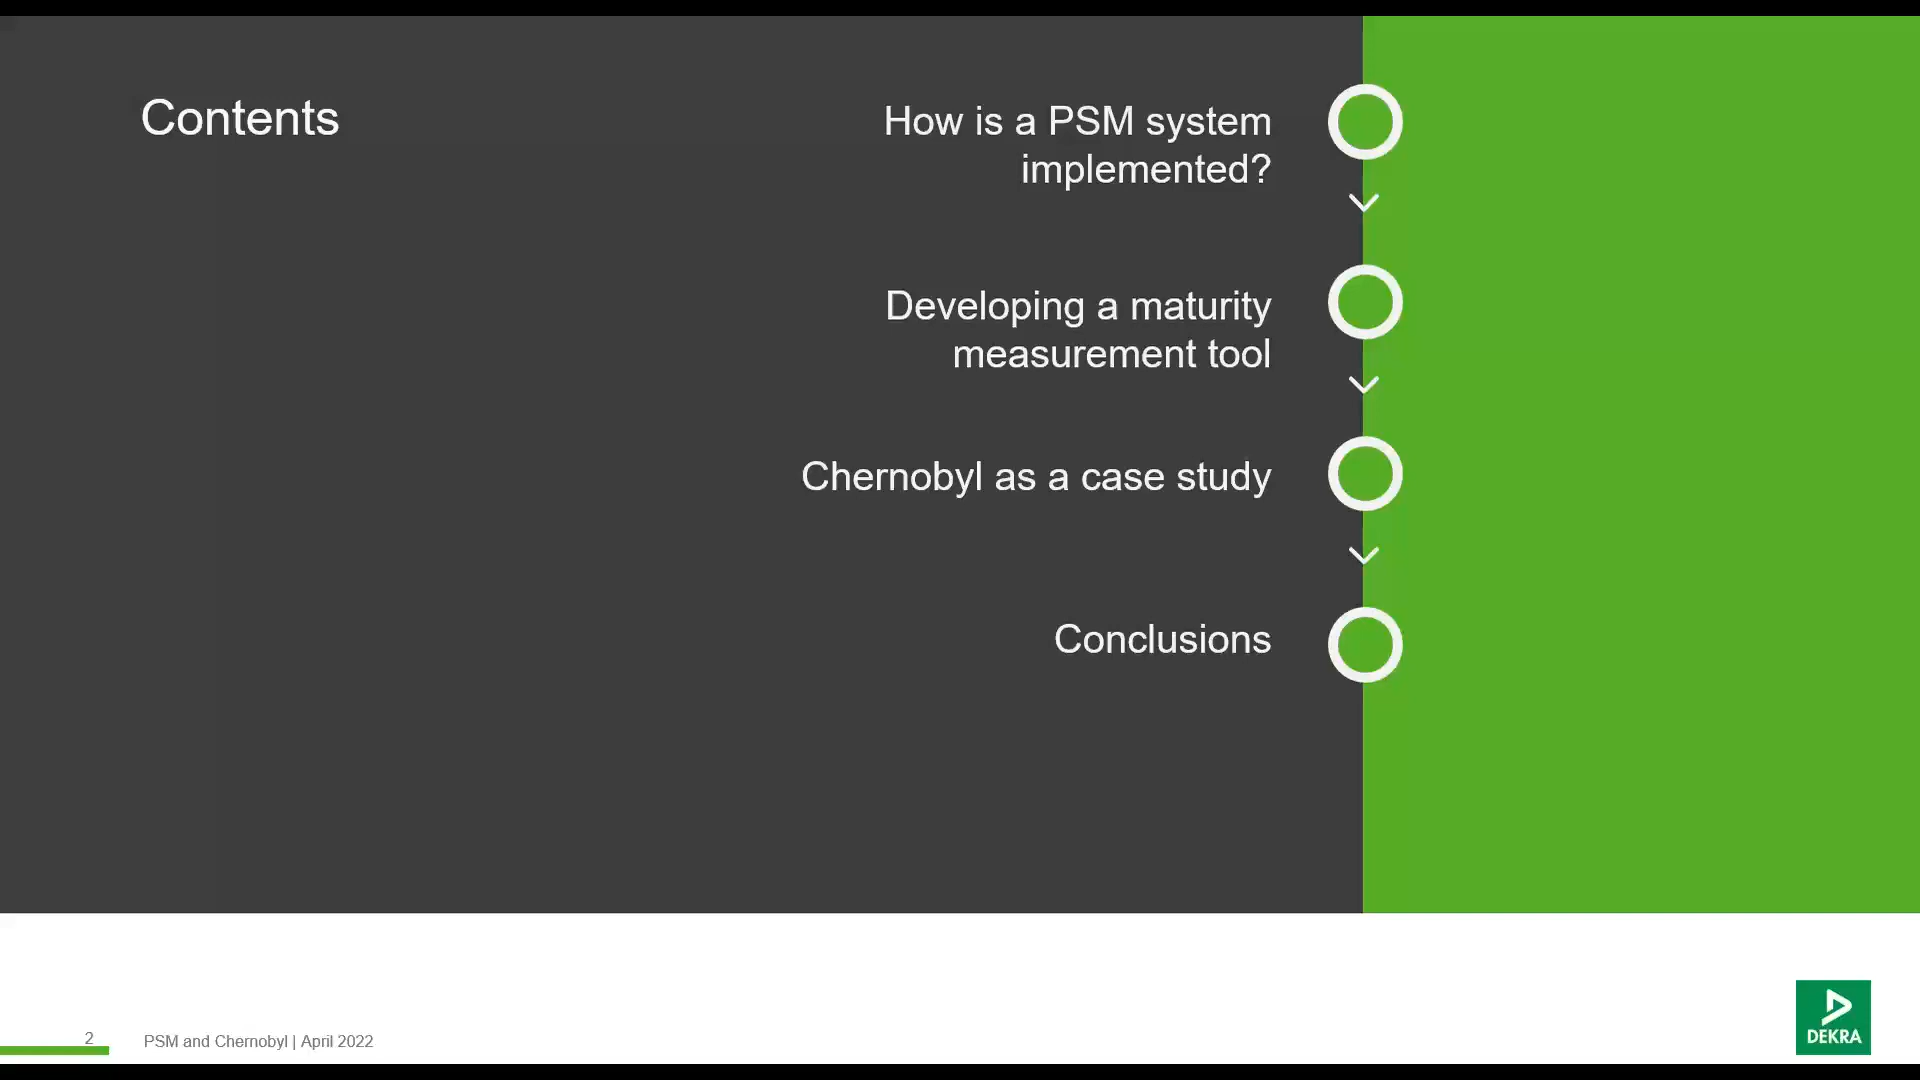 Contents
How is a PSM system
implemented?
Developing a maturity
measurement tool
Chernobyl as a case study
Conclusions
2
PSM and Chernobyl | April 2022
DEKRA